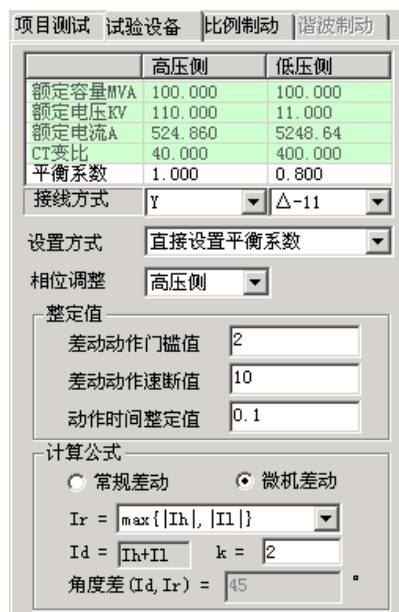 项目测试 试验设备 比例制动 谐波制动
高压侧 低压侧
额定容量MVA 100.000 100.000
额定电压KV 110.000 11.000
额定电流A 524.860 5248.64
CT变比 40.000 400.000
平衡系数 1.000 0.800
接线方式 Y △-11
设置方式 直接设置平衡系数
相位调整 高压侧
整定值
差动动作门槛值 2
差动动作速断值 10
动作时间整定值 0.1
计算公式
常规差动 微机差动
Ir = max{|Ih|, |Il|}
Id = Ih+Il k = 2
角度差(Id,Ir) = 45 °